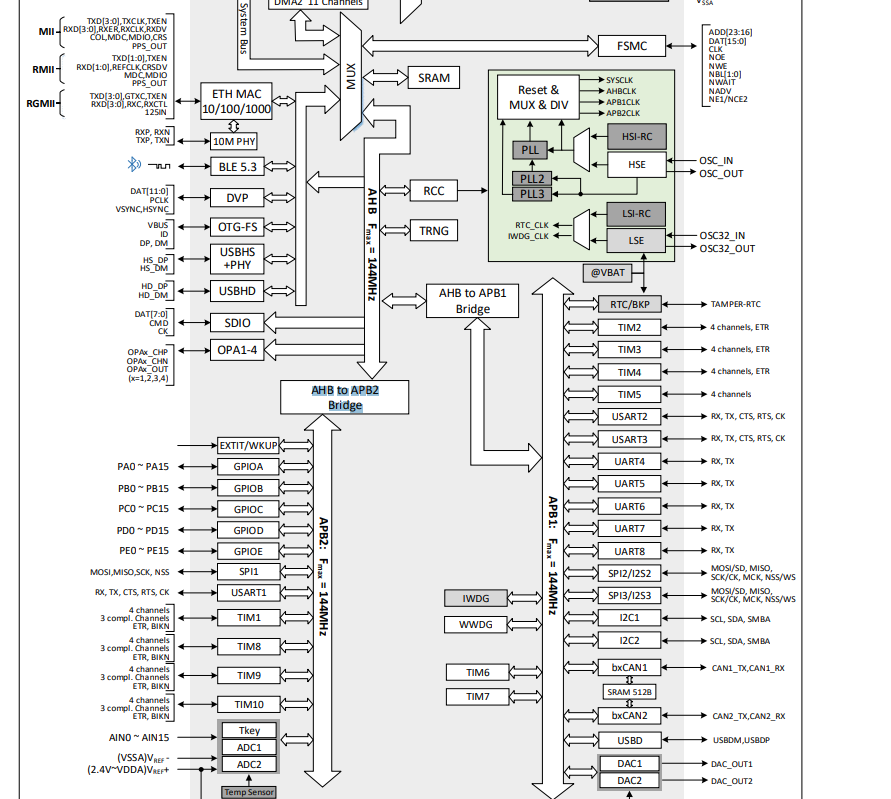 DMA2 11 Channels
System Bus
V
SSA
MII
TXD[3:0],TXCLK,TXEN
RXD[3:0],RXER,RXCLK,RXDV
COL,MDC,MDIO,CRS
PPS_OUT
RMII
TXD[1:0],TXEN
RXD[1:0],REFCLK,CRSDV
MDC,MDIO
PPS_OUT
RGMII
TXD[3:0],GTXC,TXEN
RXD[3:0],RXC,RXCTL
125IN
ETH MAC
10/100/1000
RXP, RXN
TXP, TXN
10M PHY
BLE 5.3
DAT[11:0]
PCLK
VSYNC,HSYNC
DVP
VBUS
ID
DP, DM
OTG-FS
HS_DP
HS_DM
USBHS
+PHY
HD_DP
HD_DM
USBHD
DAT[7:0]
CMD
CK
SDIO
OPAx_CHP
OPAx_CHN
OPAx_OUT
(x=1,2,3,4)
OPA1-4
MUX
FSMC
ADD[23:16]
DAT[15:0]
CLK
NOE
NWE
NBL[1:0]
NWAIT
NADV
NE1/NCE2
SRAM
AHB Fmax = 144MHz
RCC
TRNG
Reset &
MUX & DIV
SYSCLK
AHBCLK
APB1CLK
APB2CLK
PLL
PLL2
PLL3
HSI-RC
HSE
OSC_IN
OSC_OUT
RTC_CLK
IWDG_CLK
LSI-RC
LSE
OSC32_IN
OSC32_OUT
@VBAT
AHB to APB1
Bridge
AHB to APB2
Bridge
EXTIT/WKUP
PA0 ~ PA15
GPIOA
PB0 ~ PB15
GPIOB
PC0 ~ PC15
GPIOC
PD0 ~ PD15
GPIOD
PE0 ~ PE15
GPIOE
MOSI,MISO,SCK, NSS
SPI1
RX, TX, CTS, RTS, CK
USART1
4 channels
3 compl. Channels
ETR, BIKN
TIM1
4 channels
3 compl. Channels
ETR, BIKN
TIM8
4 channels
3 compl. Channels
ETR, BIKN
TIM9
4 channels
3 compl. Channels
ETR, BIKN
TIM10
Tkey
AIN0 ~ AIN15
ADC1
(VSSA)VREF-
ADC2
(2.4V~VDDA)VREF+
Temp Sensor
APB2: Fmax = 144MHz
IWDG
WWDG
TIM6
TIM7
APB1: Fmax = 144MHz
RTC/BKP
TAMPER-RTC
TIM2
4 channels, ETR
TIM3
4 channels, ETR
TIM4
4 channels, ETR
TIM5
4 channels
USART2
RX, TX, CTS, RTS, CK
USART3
RX, TX, CTS, RTS, CK
UART4
RX, TX
UART5
RX, TX
UART6
RX, TX
UART7
RX, TX
UART8
RX, TX
SPI2/I2S2
MOSI/SD, MISO,
SCK/CK, MCK, NSS/WS
SPI3/I2S3
MOSI/SD, MISO,
SCK/CK, MCK, NSS/WS
I2C1
SCL, SDA, SMBA
I2C2
SCL, SDA, SMBA
bxCAN1
CAN1_TX,CAN1_RX
SRAM 512B
bxCAN2
CAN2_TX,CAN2_RX
USBD
USBDM,USBDP
DAC1
DAC_OUT1
DAC2
DAC_OUT2